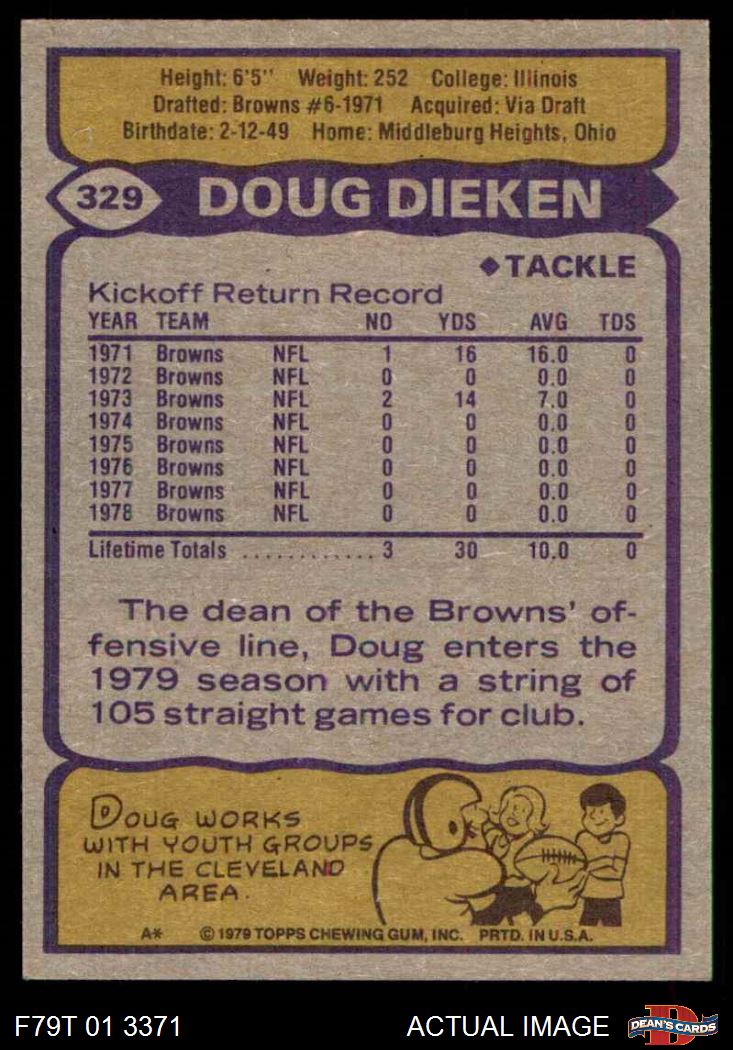 Height: 6'5" Weight: 252 College: Illinois
Drafted: Browns #6-1971 Acquired: Via Draft
Birthdate: 2-12-49 Home: Middleburg Heights, Ohio
329 DOUG DIEKEN
◆TACKLE
Kickoff Return Record
YEAR TEAM NO YDS AVG TDS
1971 Browns NFL 1 16 16.0 0
1972 Browns NFL 0 0 0.0 0
1973 Browns NFL 2 14 7.0 0
1974 Browns NFL 0 0 0.0 0
1975 Browns NFL 0 0 0.0 0
1976 Browns NFL 0 0 0.0 0
1977 Browns NFL 0 0 0.0 0
1978 Browns NFL 0 0 0.0 0
Lifetime Totals ............ 3 30 10.0 0
The dean of the Browns' of-
fensive line, Doug enters the
1979 season with a string of
105 straight games for club.
DOUG WORKS
WITH YOUTH GROUPS
IN THE CLEVELAND
AREA.
A* © 1979 TOPPS CHEWING GUM, INC. PRTD. IN U.S.A.
F79T 01 3371 ACTUAL IMAGE DEAN'S CARDS